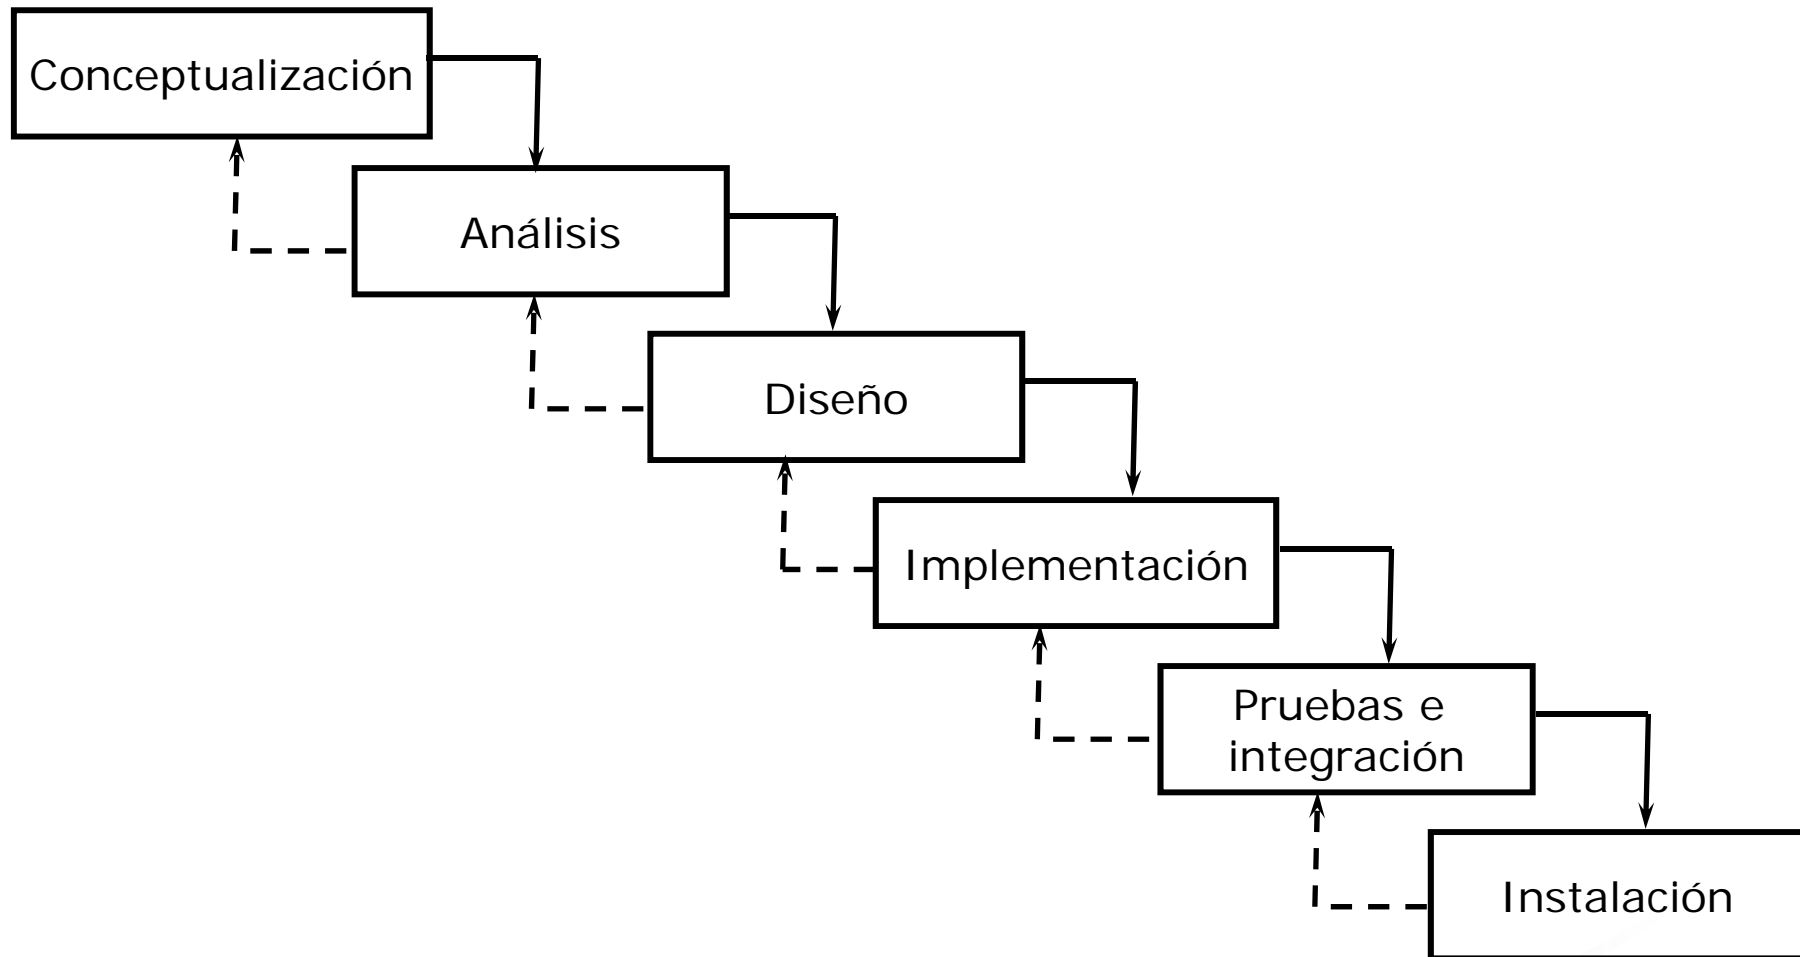 Conceptualización
Análisis
Diseño
Implementación
Pruebas e
integración
Instalación